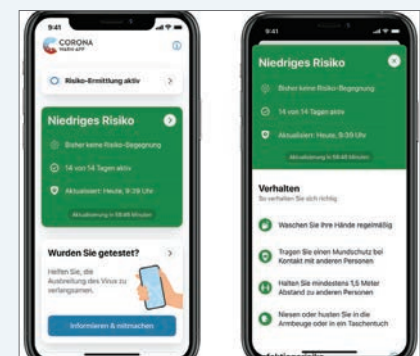 9:41
CORONA
WARN-APP
Risiko-Ermittlung aktiv
Niedriges Risiko
Bisher keine Risiko-Begegnung
14 von 14 Tagen aktiv
Aktualisiert: Heute, 9:39 Uhr
Wurden Sie getestet?
Helfen Sie, die
Ausbreitung des Virus zu
verlangsamen.
Informieren & mitmachen
9:41
Niedriges Risiko
Bisher keine Risiko-Begegnung
14 von 14 Tagen aktiv
Aktualisiert: Heute, 9:39 Uhr
Verhalten
So verhalten Sie sich richtig
Waschen Sie Ihre Hände regelmäßig
Tragen Sie einen Mundschutz bei
Kontakt mit anderen Personen
Halten Sie mindestens 1,5 Meter
Abstand zu anderen Personen
Niesen oder husten Sie in die
Armbeuge oder in ein Taschentuch